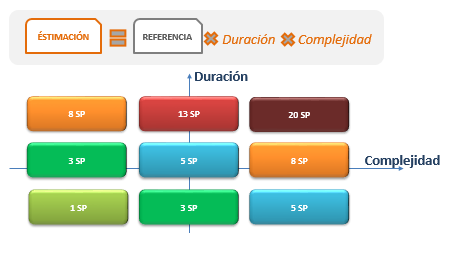 ÉSTIMACIÓN = REFERENCIA ✖ Duración ✖ Complejidad
Duración
8 SP 13 SP 20 SP
3 SP 5 SP 8 SP
Complejidad
1 SP 3 SP 5 SP